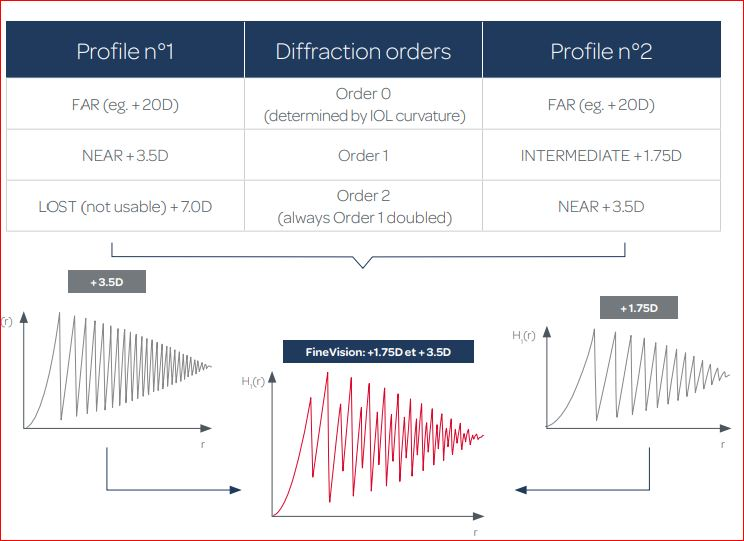 Profile n°1 Diffraction orders Profile n°2
FAR (eg. + 20D) Order 0 FAR (eg. + 20D)
(determined by IOL curvature)
NEAR + 3.5D Order 1 INTERMEDIATE + 1.75D
LOST (not usable) + 7.0D Order 2 NEAR + 3.5D
(always Order 1 doubled)
+ 3.5D
+ 1.75D
(r)
H₁(r)
FineVision: +1.75D et + 3.5D
H₁(r)
r
r
r